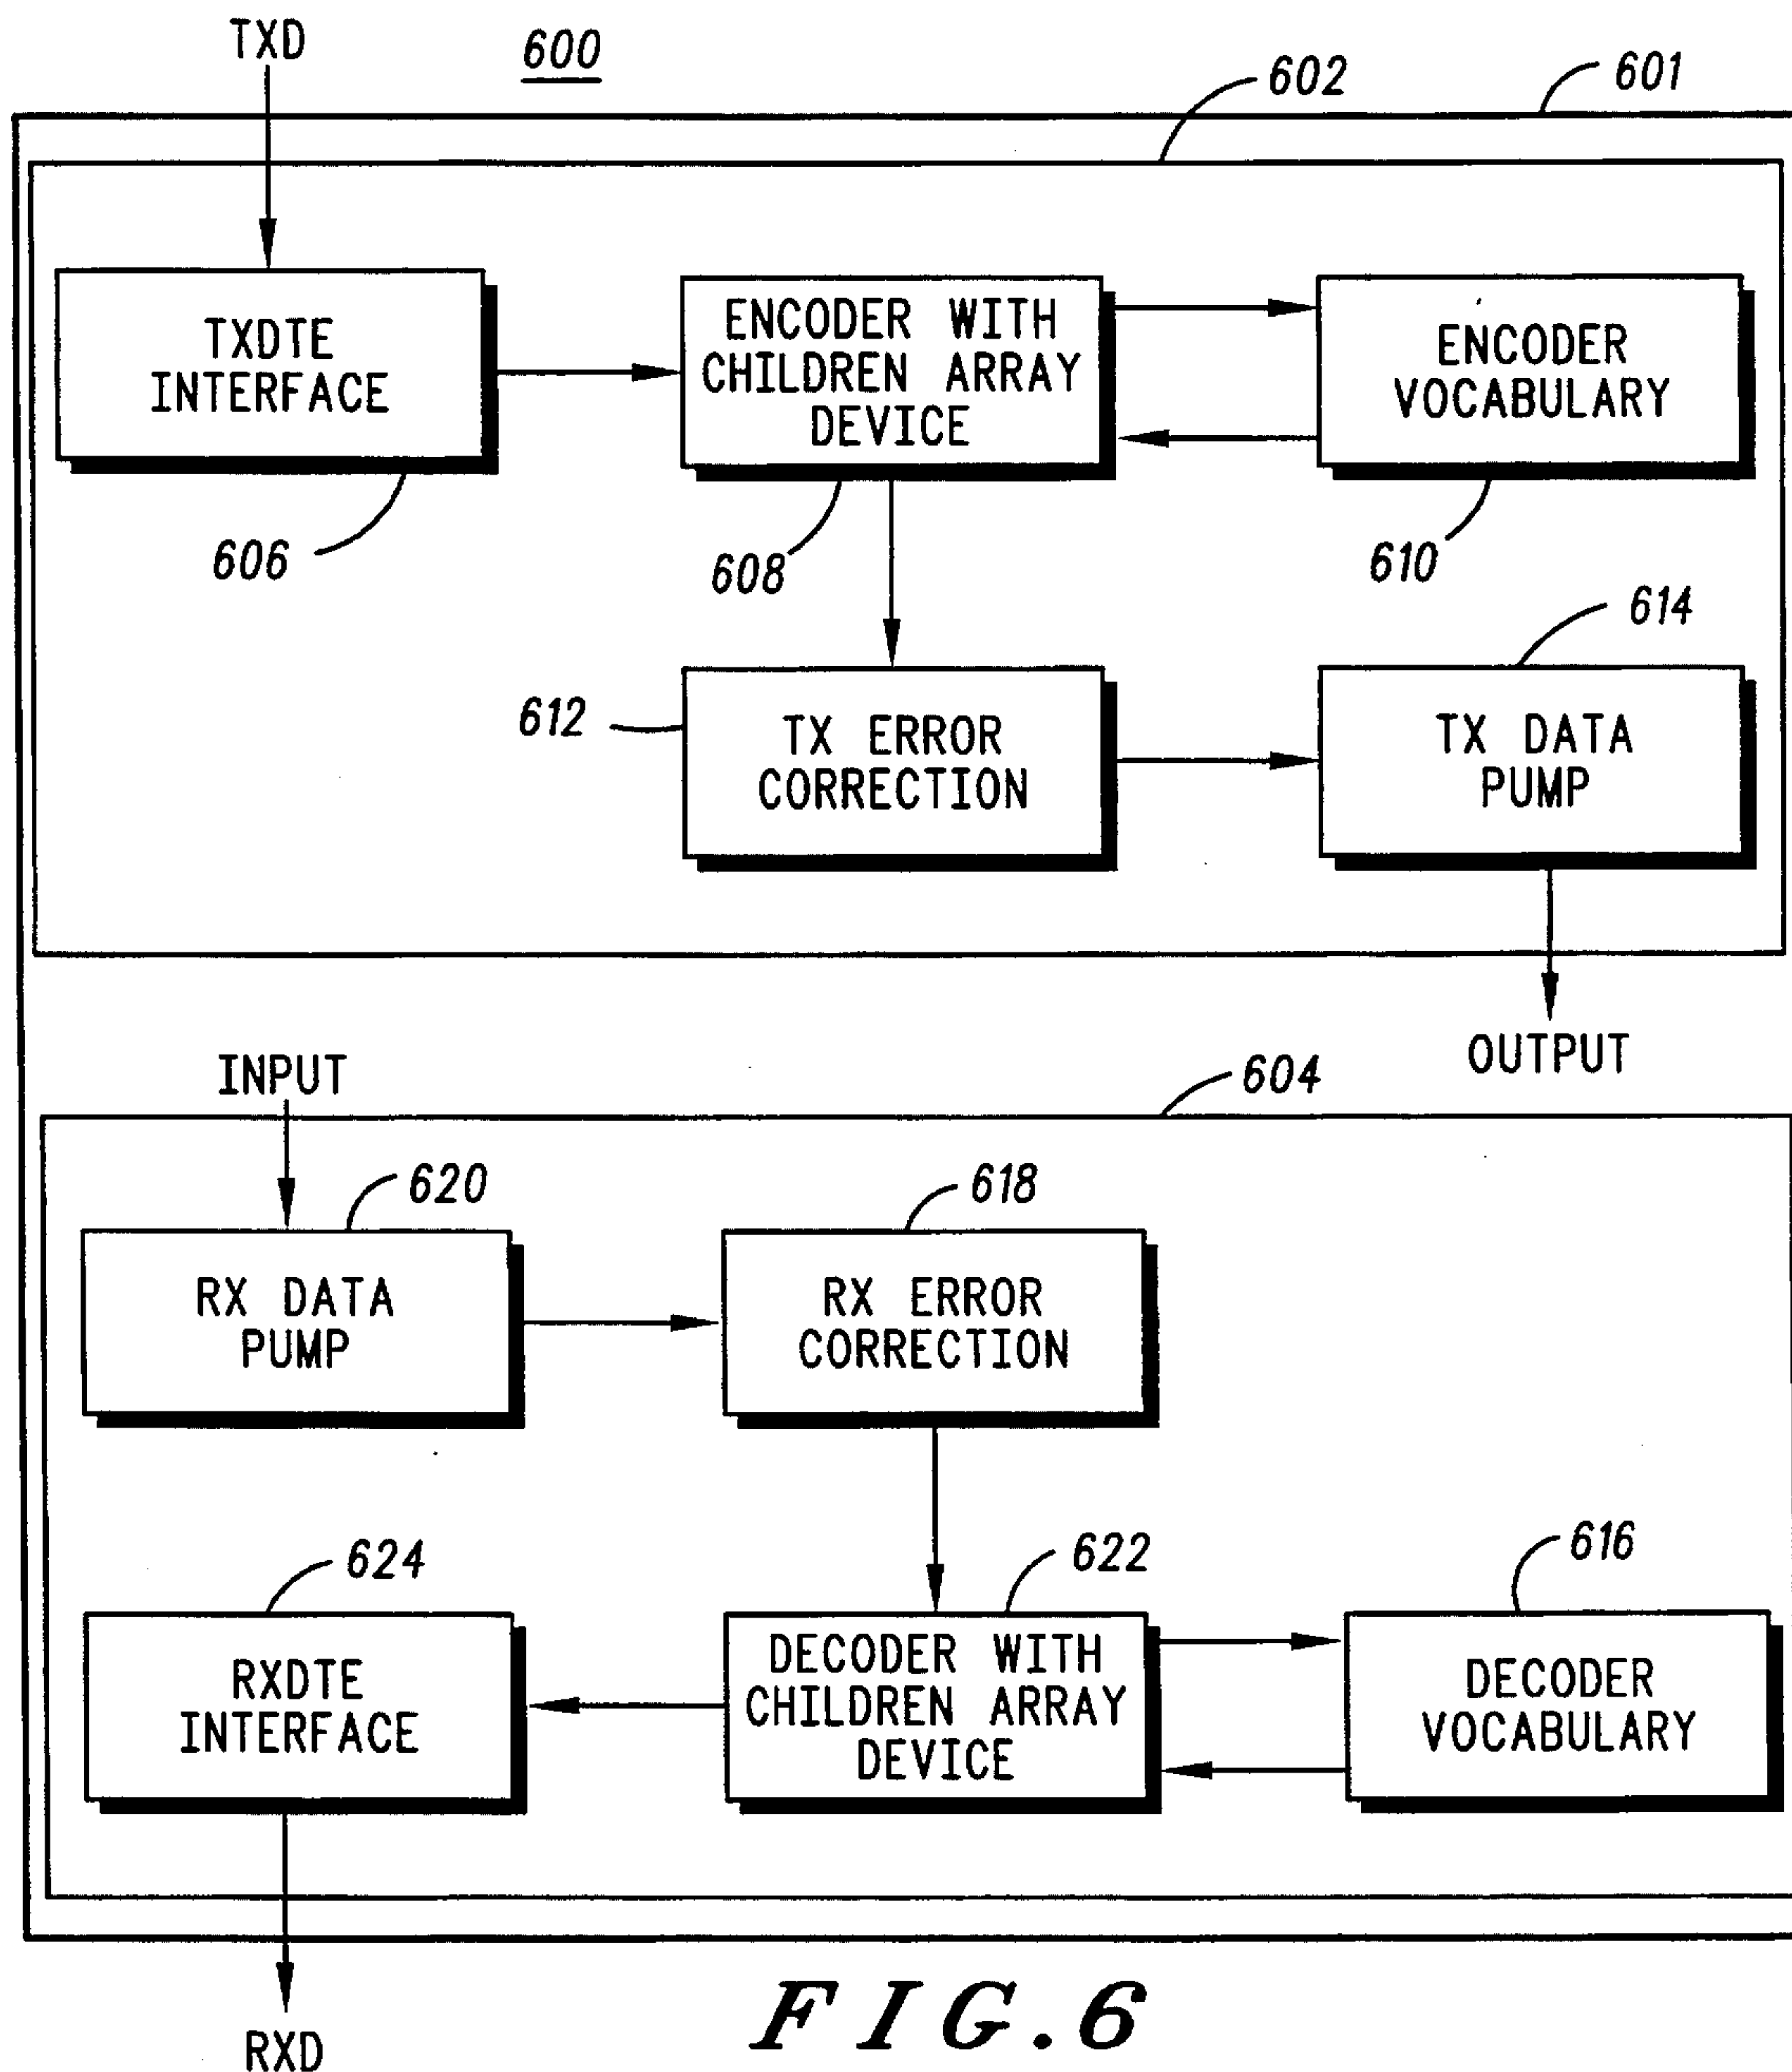 TXD
600
602
601
TXDTE
INTERFACE
606
ENCODER WITH
CHILDREN ARRAY
DEVICE
608
ENCODER
VOCABULARY
610
614
612
TX ERROR
CORRECTION
TX DATA
PUMP
OUTPUT
INPUT
604
620
618
RX DATA
PUMP
RX ERROR
CORRECTION
624
622
616
RXDTE
INTERFACE
DECODER WITH
CHILDREN ARRAY
DEVICE
DECODER
VOCABULARY
RXD
FIG.6